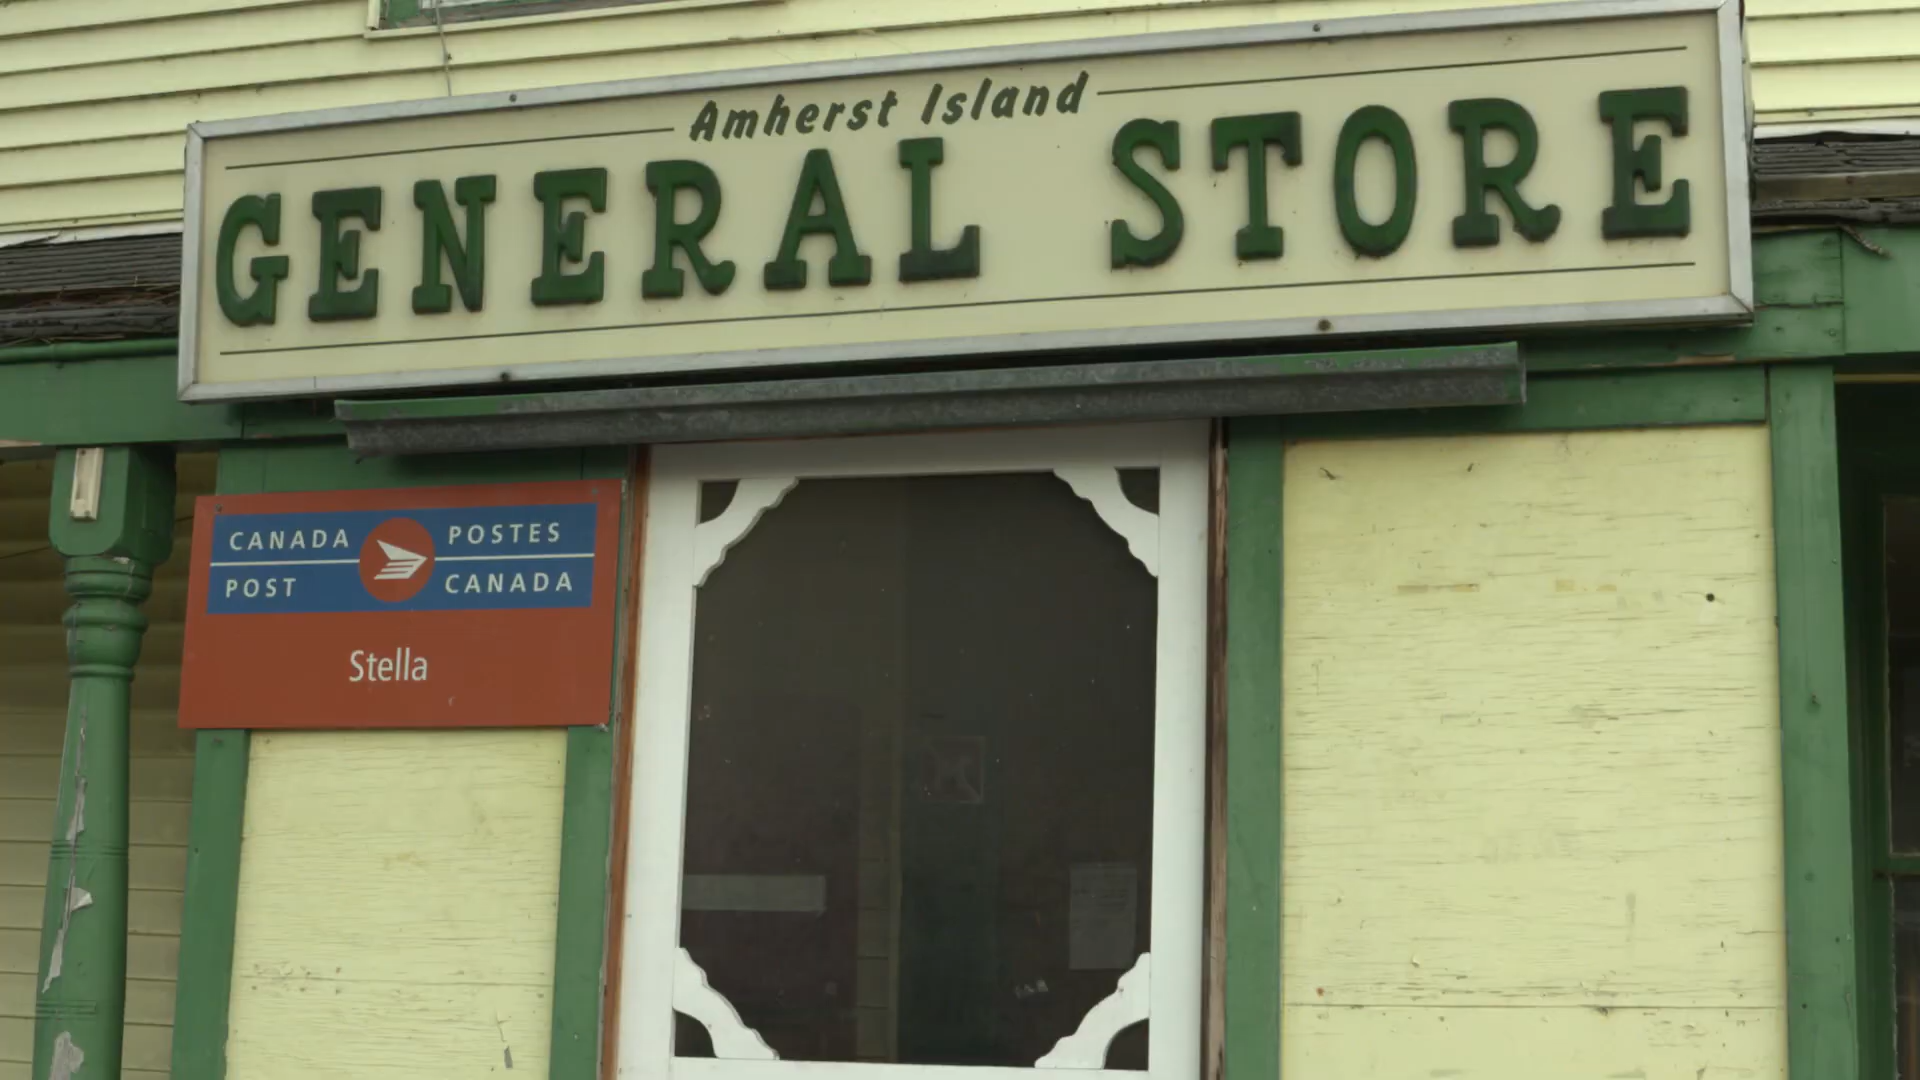 Amherst Island
GENERAL STORE
CANADA POSTES
POST CANADA
Stella